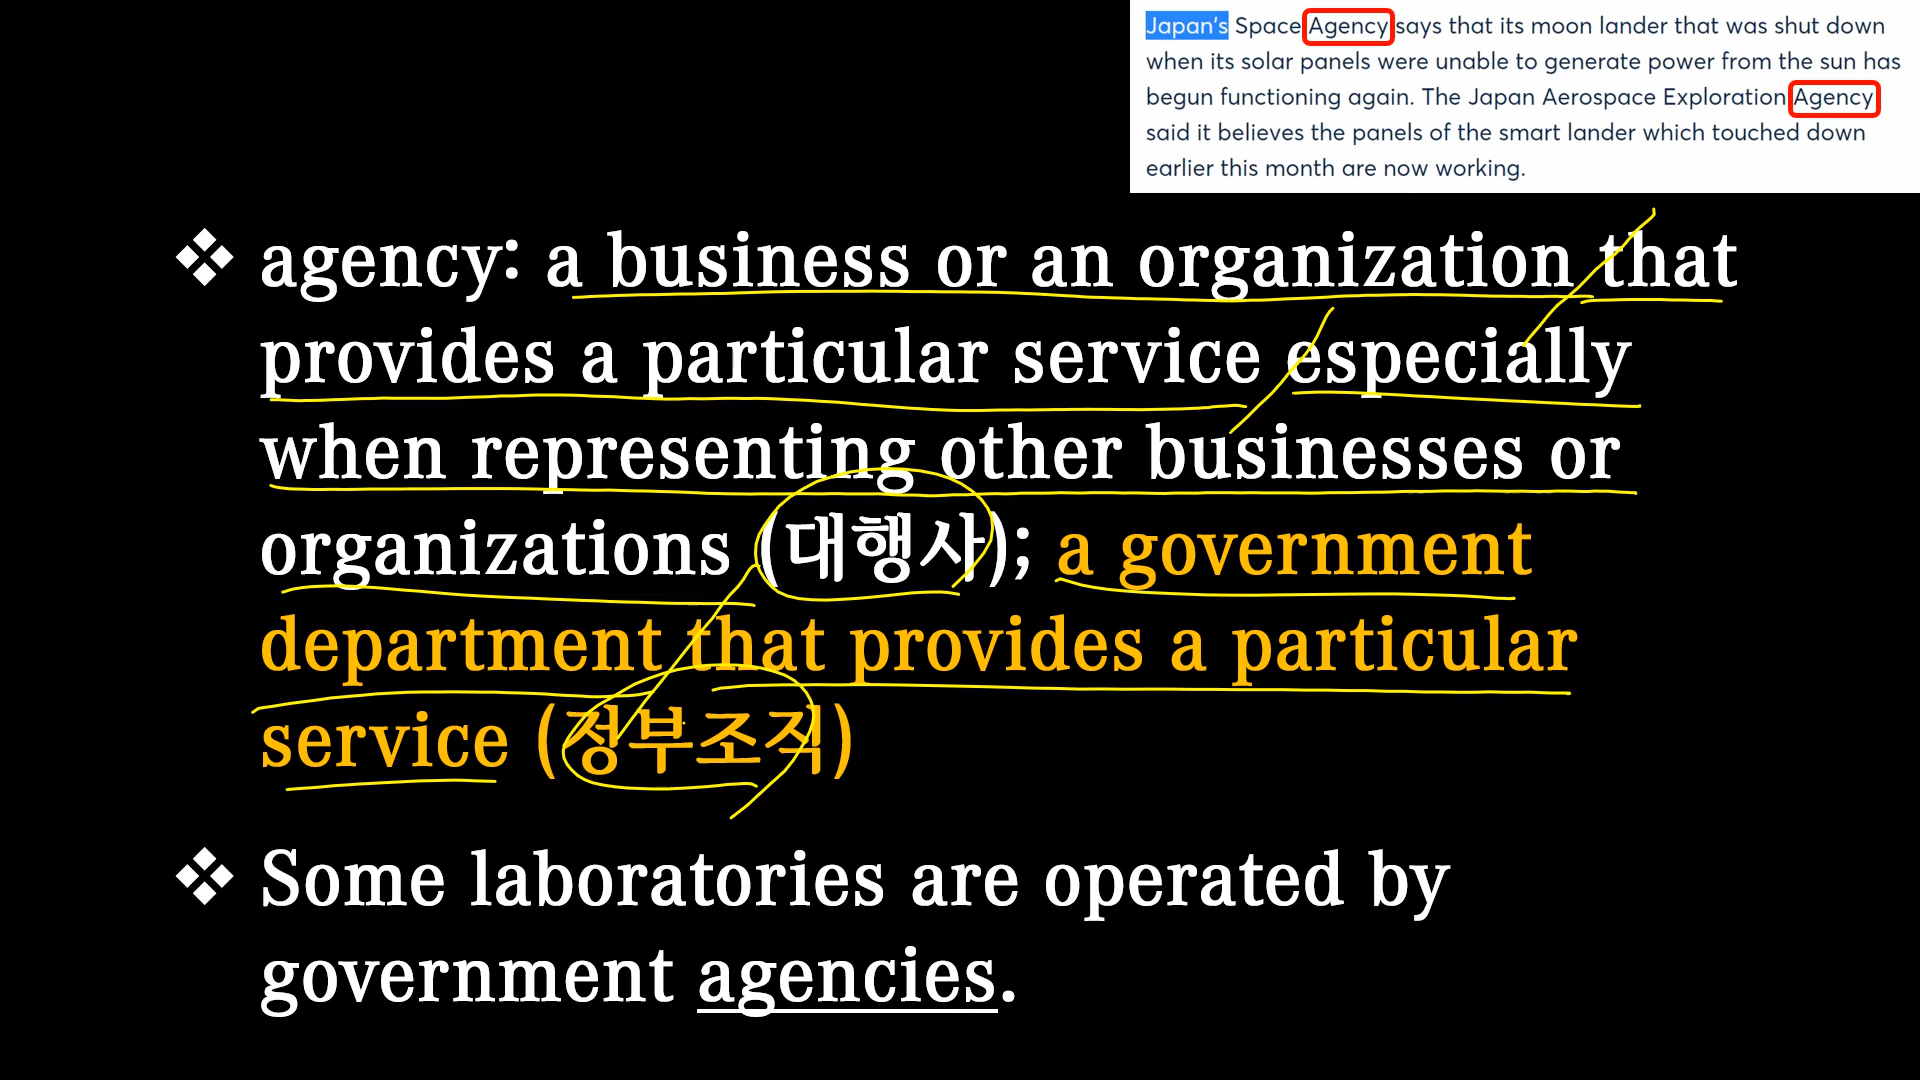 Japan's Space Agency says that its moon lander that was shut down
when its solar panels were unable to generate power from the sun has
begun functioning again. The Japan Aerospace Exploration Agency
said it believes the panels of the smart lander which touched down
earlier this month are now working.
❖ agency: a business or an organization that
provides a particular service especially
when representing other businesses or
organizations (대행사); a government
department that provides a particular
service (정부조직)
❖ Some laboratories are operated by
government agencies.